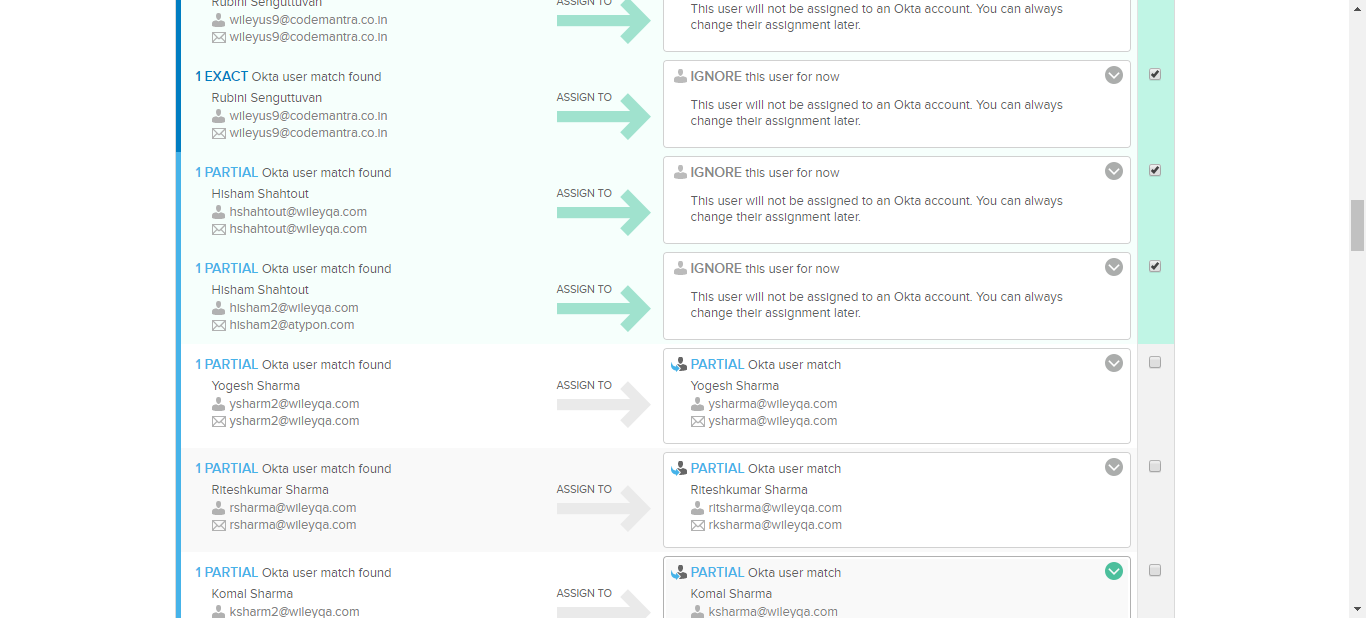 Rubini Senguttuvan
wileyus9@codemantra.co.in
wileyus9@codemantra.co.in
ASSIGN TO
This user will not be assigned to an Okta account. You can always
change their assignment later.
1 EXACT Okta user match found
Rubini Senguttuvan
wileyus9@codemantra.co.in
wileyus9@codemantra.co.in
ASSIGN TO
IGNORE this user for now
This user will not be assigned to an Okta account. You can always
change their assignment later.
1 PARTIAL Okta user match found
Hisham Shahtout
hshahtout@wileyqa.com
hshahtout@wileyqa.com
ASSIGN TO
IGNORE this user for now
This user will not be assigned to an Okta account. You can always
change their assignment later.
1 PARTIAL Okta user match found
Hisham Shahtout
hisham2@wileyqa.com
hisham2@atypon.com
ASSIGN TO
IGNORE this user for now
This user will not be assigned to an Okta account. You can always
change their assignment later.
1 PARTIAL Okta user match found
Yogesh Sharma
ysharm2@wileyqa.com
ysharm2@wileyqa.com
ASSIGN TO
PARTIAL Okta user match
Yogesh Sharma
ysharma@wileyqa.com
ysharma@wileyqa.com
1 PARTIAL Okta user match found
Riteshkumar Sharma
rsharma@wileyqa.com
rsharma@wileyqa.com
ASSIGN TO
PARTIAL Okta user match
Riteshkumar Sharma
ritsharma@wileyqa.com
rksharma@wileyqa.com
1 PARTIAL Okta user match found
Komal Sharma
ksharm2@wileyqa.com
ASSIGN TO
PARTIAL Okta user match
Komal Sharma
ksharma@wileyqa.com